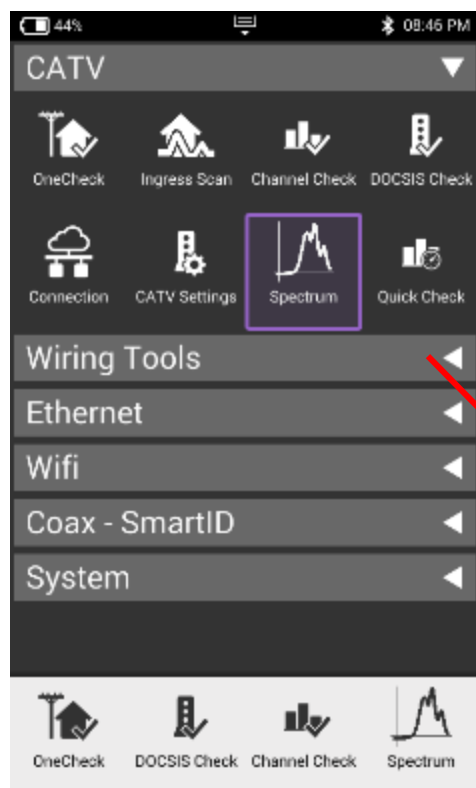 44% 08:46 PM
CATV
OneCheck Ingress Scan Channel Check DOCSIS Check
Connection CATV Settings Spectrum Quick Check
Wiring Tools
Ethernet
Wifi
Coax - SmartID
System
OneCheck DOCSIS Check Channel Check Spectrum